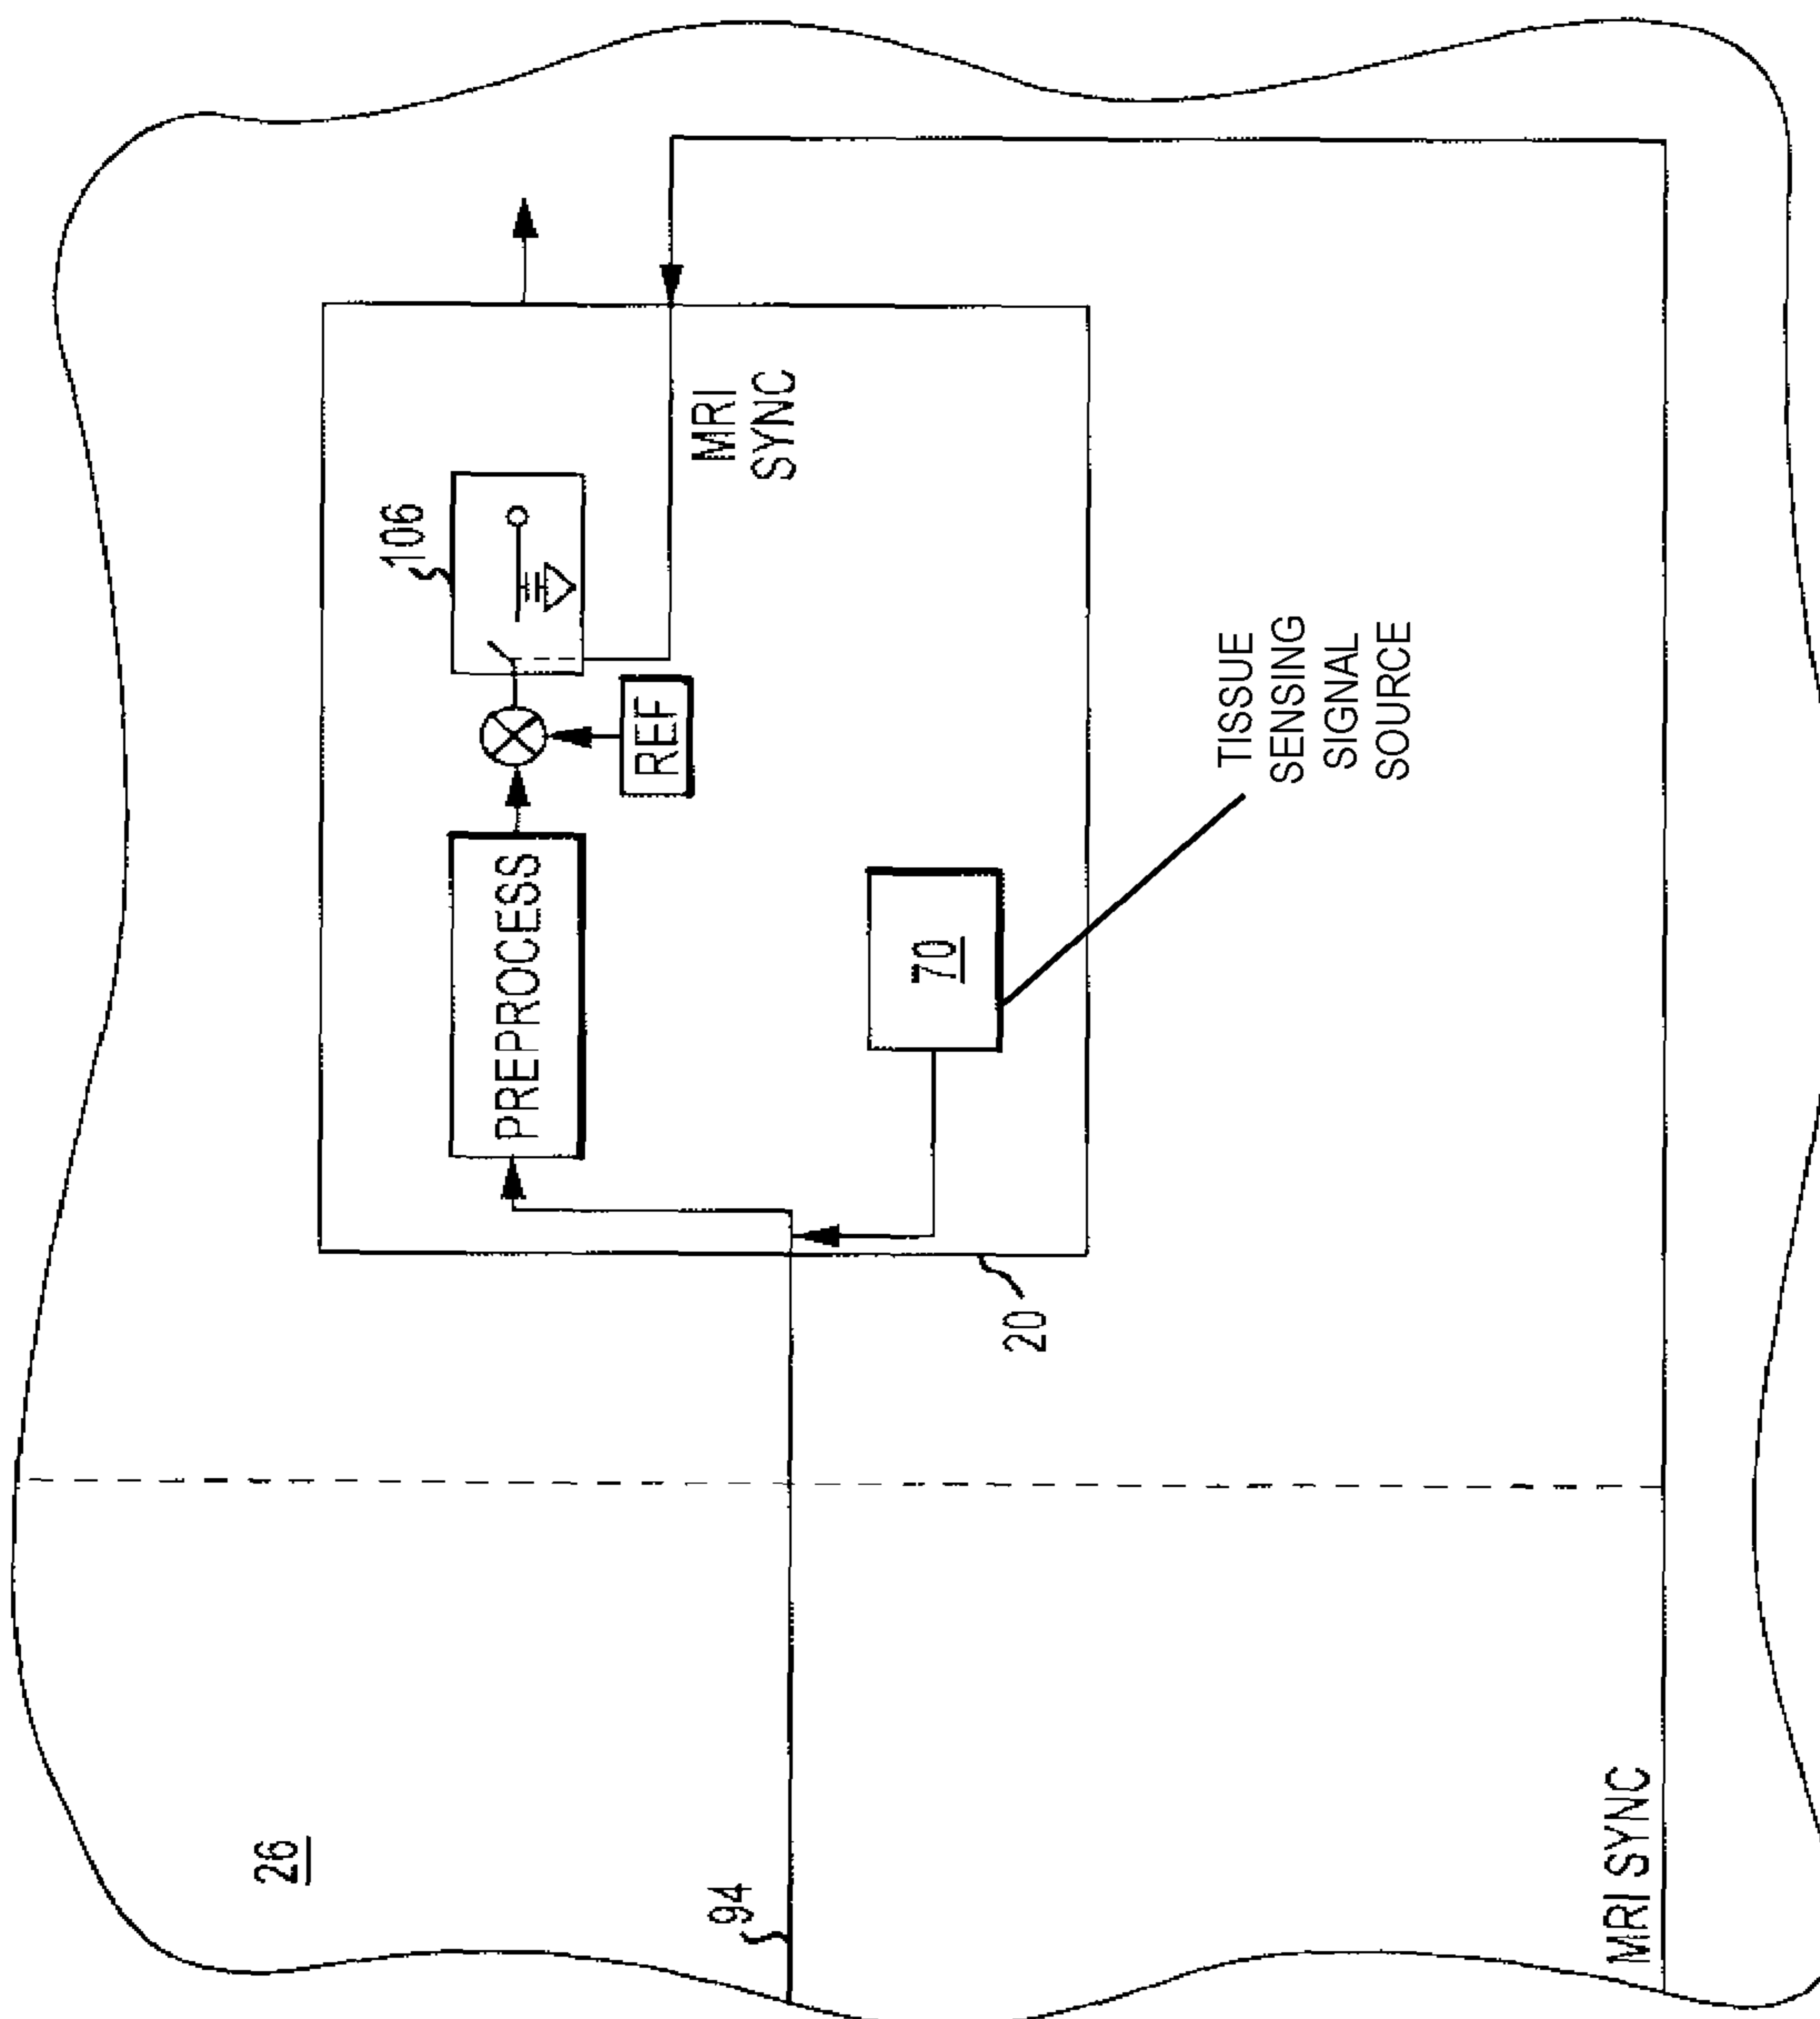 106
PREPROCESS
REF
MRI
SYNC
70
TISSUE
SENSING
SIGNAL
SOURCE
20
26
94
MRI SYNC